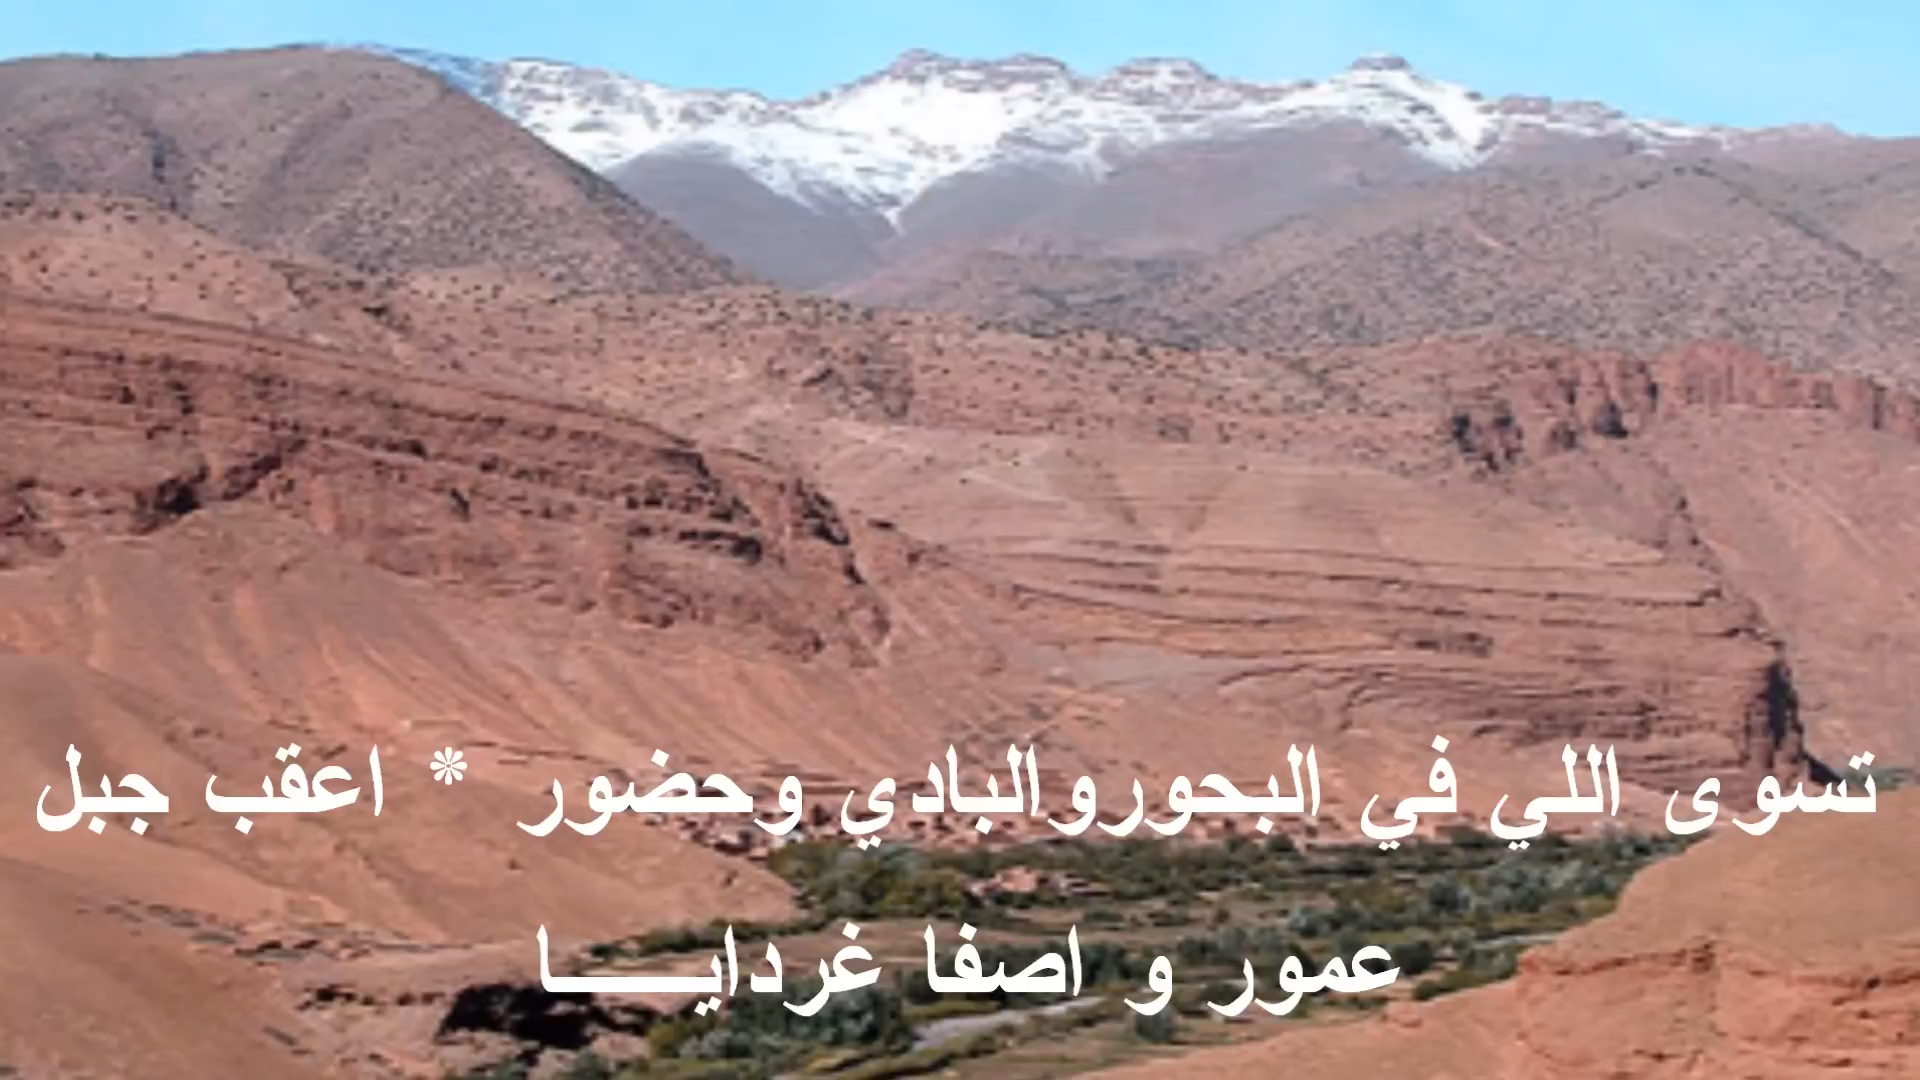 تسوى اللي في البحوروالبادي وحضور * اعقب جبل
عمور و اصفا غردايـــــا